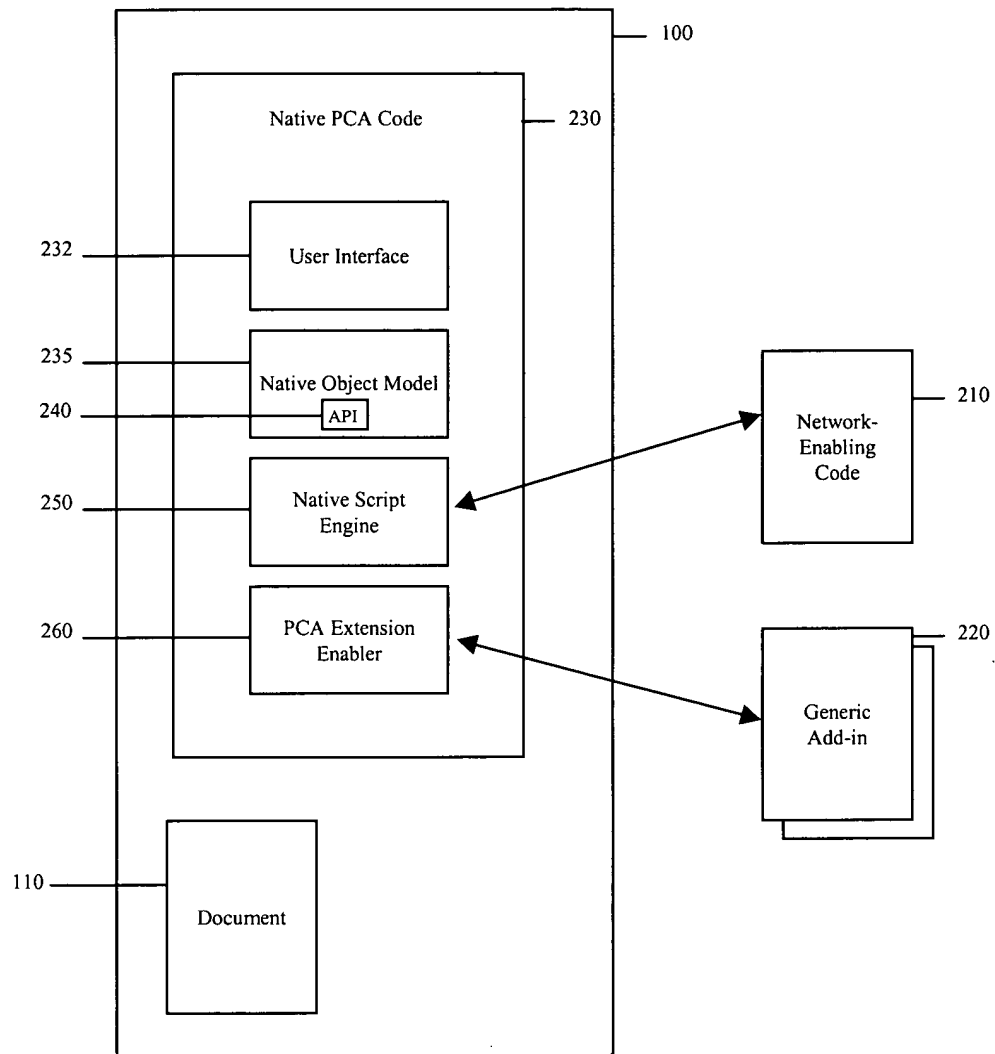 100
Native PCA Code
230
232
User Interface
235
Native Object Model
240
API
210
Network-
Enabling
Code
250
Native Script
Engine
260
PCA Extension
Enabler
220
Generic
Add-in
110
Document